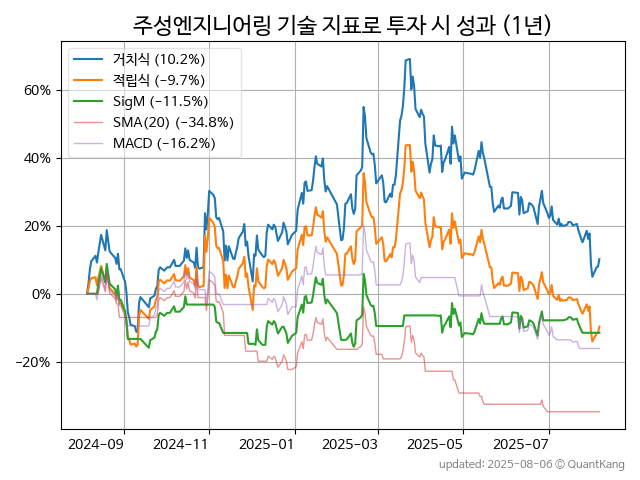 주성엔지니어링 기술 지표로 투자 시 성과 (1년)
거치식 (10.2%)
적립식 (-9.7%)
SigM (-11.5%)
SMA(20) (-34.8%)
MACD (-16.2%)
60%
40%
20%
0%
-20%
2024-09
2024-11
2025-01
2025-03
2025-05
2025-07
updated: 2025-08-06 © QuantKang